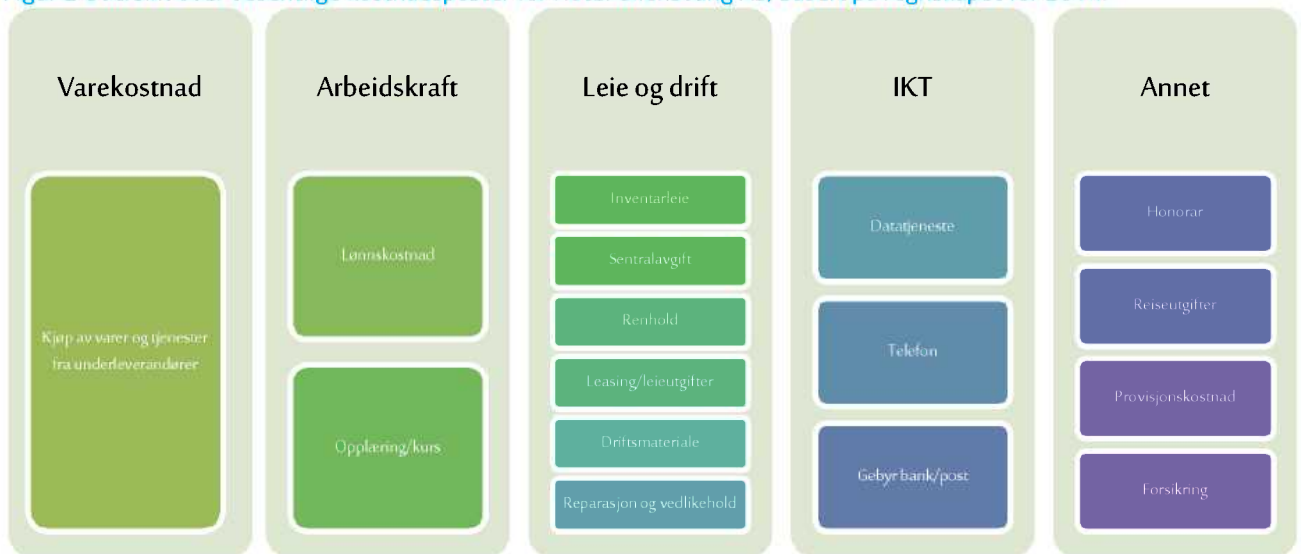 Varekostnad
Kjøp av varer og tjenester
fra underleverandører
Arbeidskraft
Lønnskostnad
Opplæring/kurs
Leie og drift
Inventarleie
Sentralavgift
Renhold
Leasing/leieutgifter
Driftsmateriale
Reparasjon og vedlikehold
IKT
Datatjeneste
Telefon
Gebyr bank/post
Annet
Honorar
Reiseutgifter
Provisjonskostnad
Forsikring